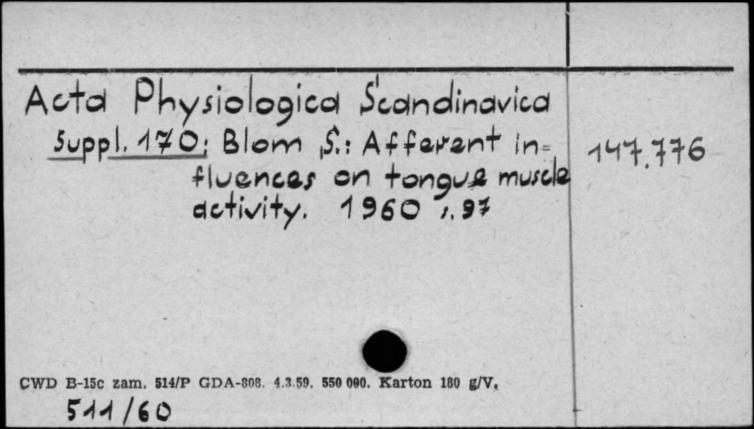 Acta Physiologica Scandinavica
Suppl. 170: Blom S.: Afferent in= 147.776
fluences on tongue muscle
activity. 1960 s. 97
CWD B-15c zam. 514/P GDA-808. 4.3.59. 550 000. Karton 180 g/V.
511/60